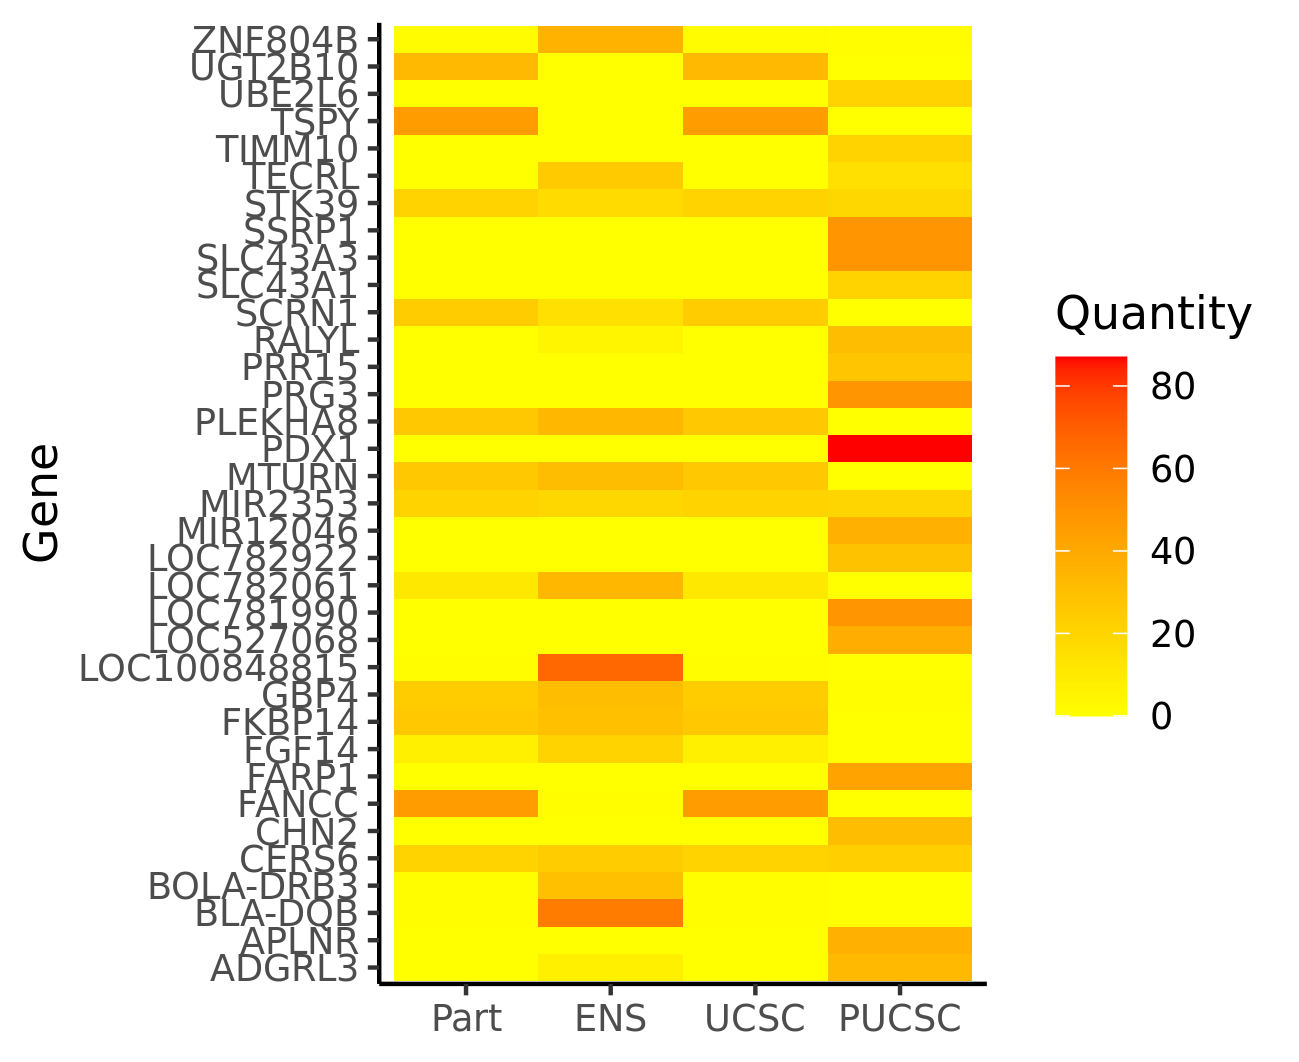 ZNF804B
UGT2B10
UBE2L6
TSPY
TIMM10
TECRL
STK39
SSRP1
SLC43A3
SLC43A1
SCRN1
RALYL
PRR15
PRG3
PLEKHA8
PDX1
MTURN
MIR2353
MIR12046
LOC782922
LOC782061
LOC781990
LOC527068
LOC100848815
GBP4
FKBP14
FGF14
FARP1
FANCC
CHN2
CERS6
BOLA-DRB3
BLA-DQB
APLNR
ADGRL3
Gene
Part ENS UCSC PUCSC
Quantity
80
60
40
20
0